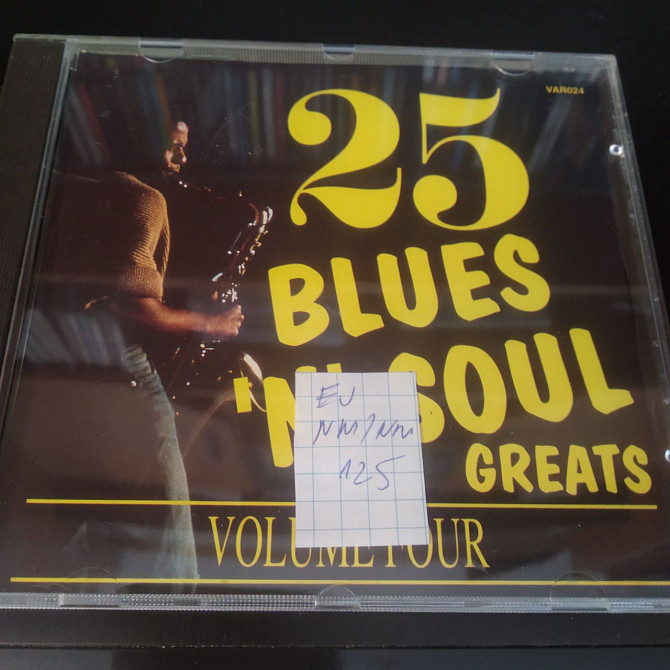 VAR024
25
BLUES
'N' SOUL
GREATS
EU
NM/NM
125
VOLUME FOUR